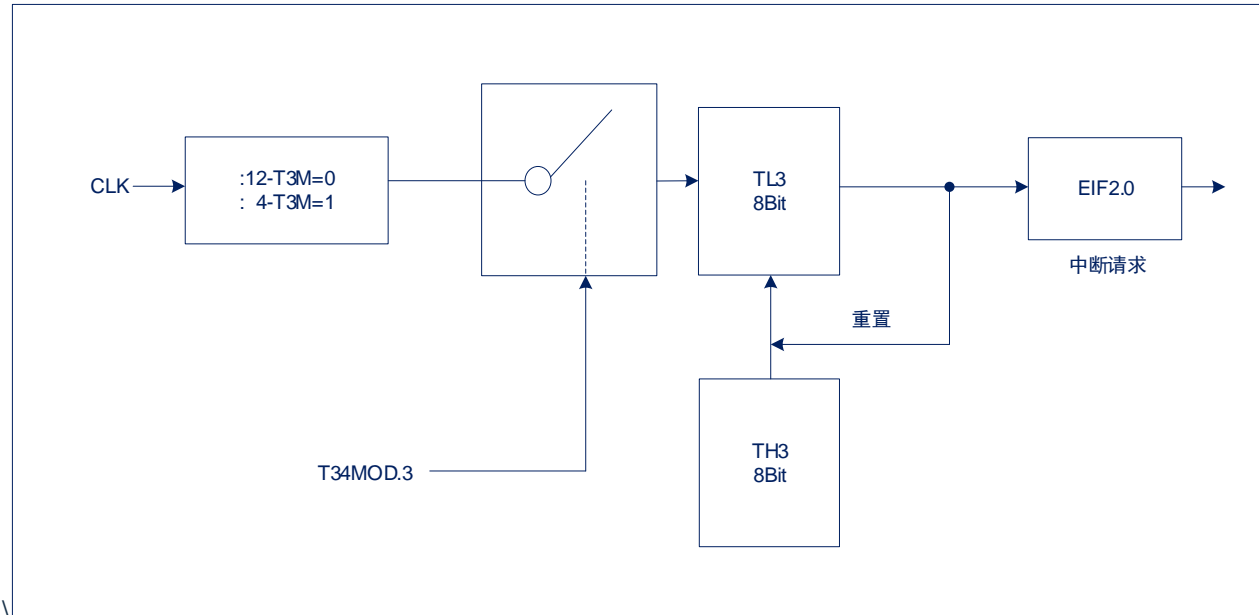 CLK
:12-T3M=0
: 4-T3M=1
TL3
8Bit
EIF2.0
中断请求
重置
TH3
8Bit
T34MOD.3
\